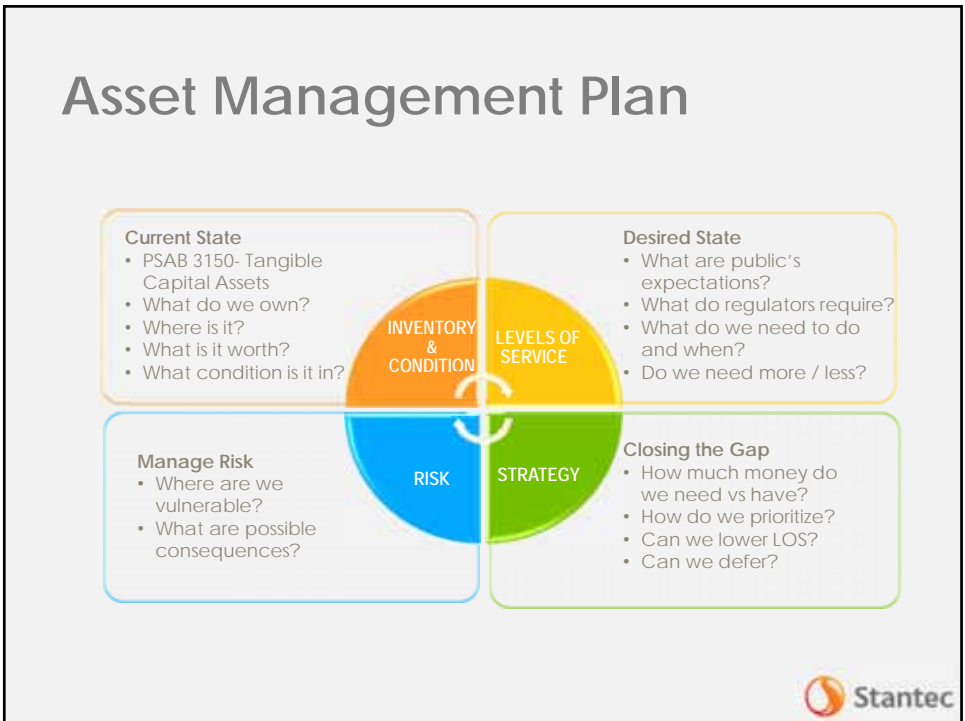 Asset Management Plan
Current State
• PSAB 3150- Tangible
Capital Assets
• What do we own?
• Where is it?
• What is it worth?
• What condition is it in?
INVENTORY
&
CONDITION
LEVELS OF
SERVICE
Desired State
• What are public's
expectations?
• What do regulators require?
• What do we need to do
and when?
• Do we need more / less?
Manage Risk
• Where are we
vulnerable?
• What are possible
consequences?
RISK
STRATEGY
Closing the Gap
• How much money do
we need vs have?
• How do we prioritize?
• Can we lower LOS?
• Can we defer?
Stantec